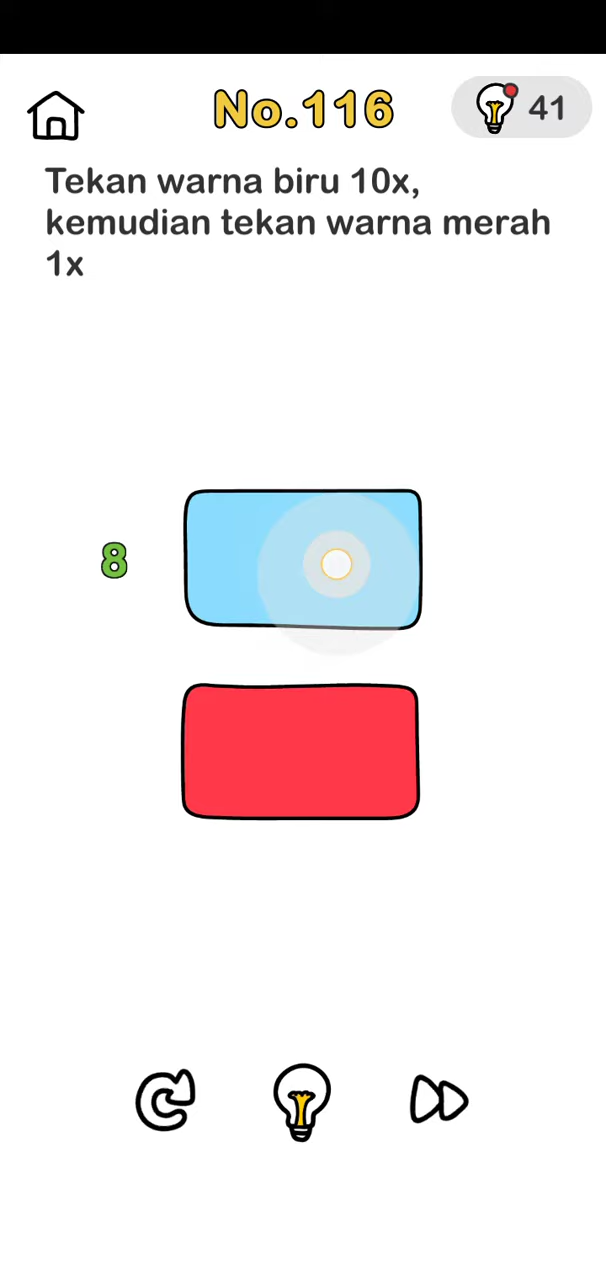 No.116
41
Tekan warna biru 10x,
kemudian tekan warna merah
1x
8